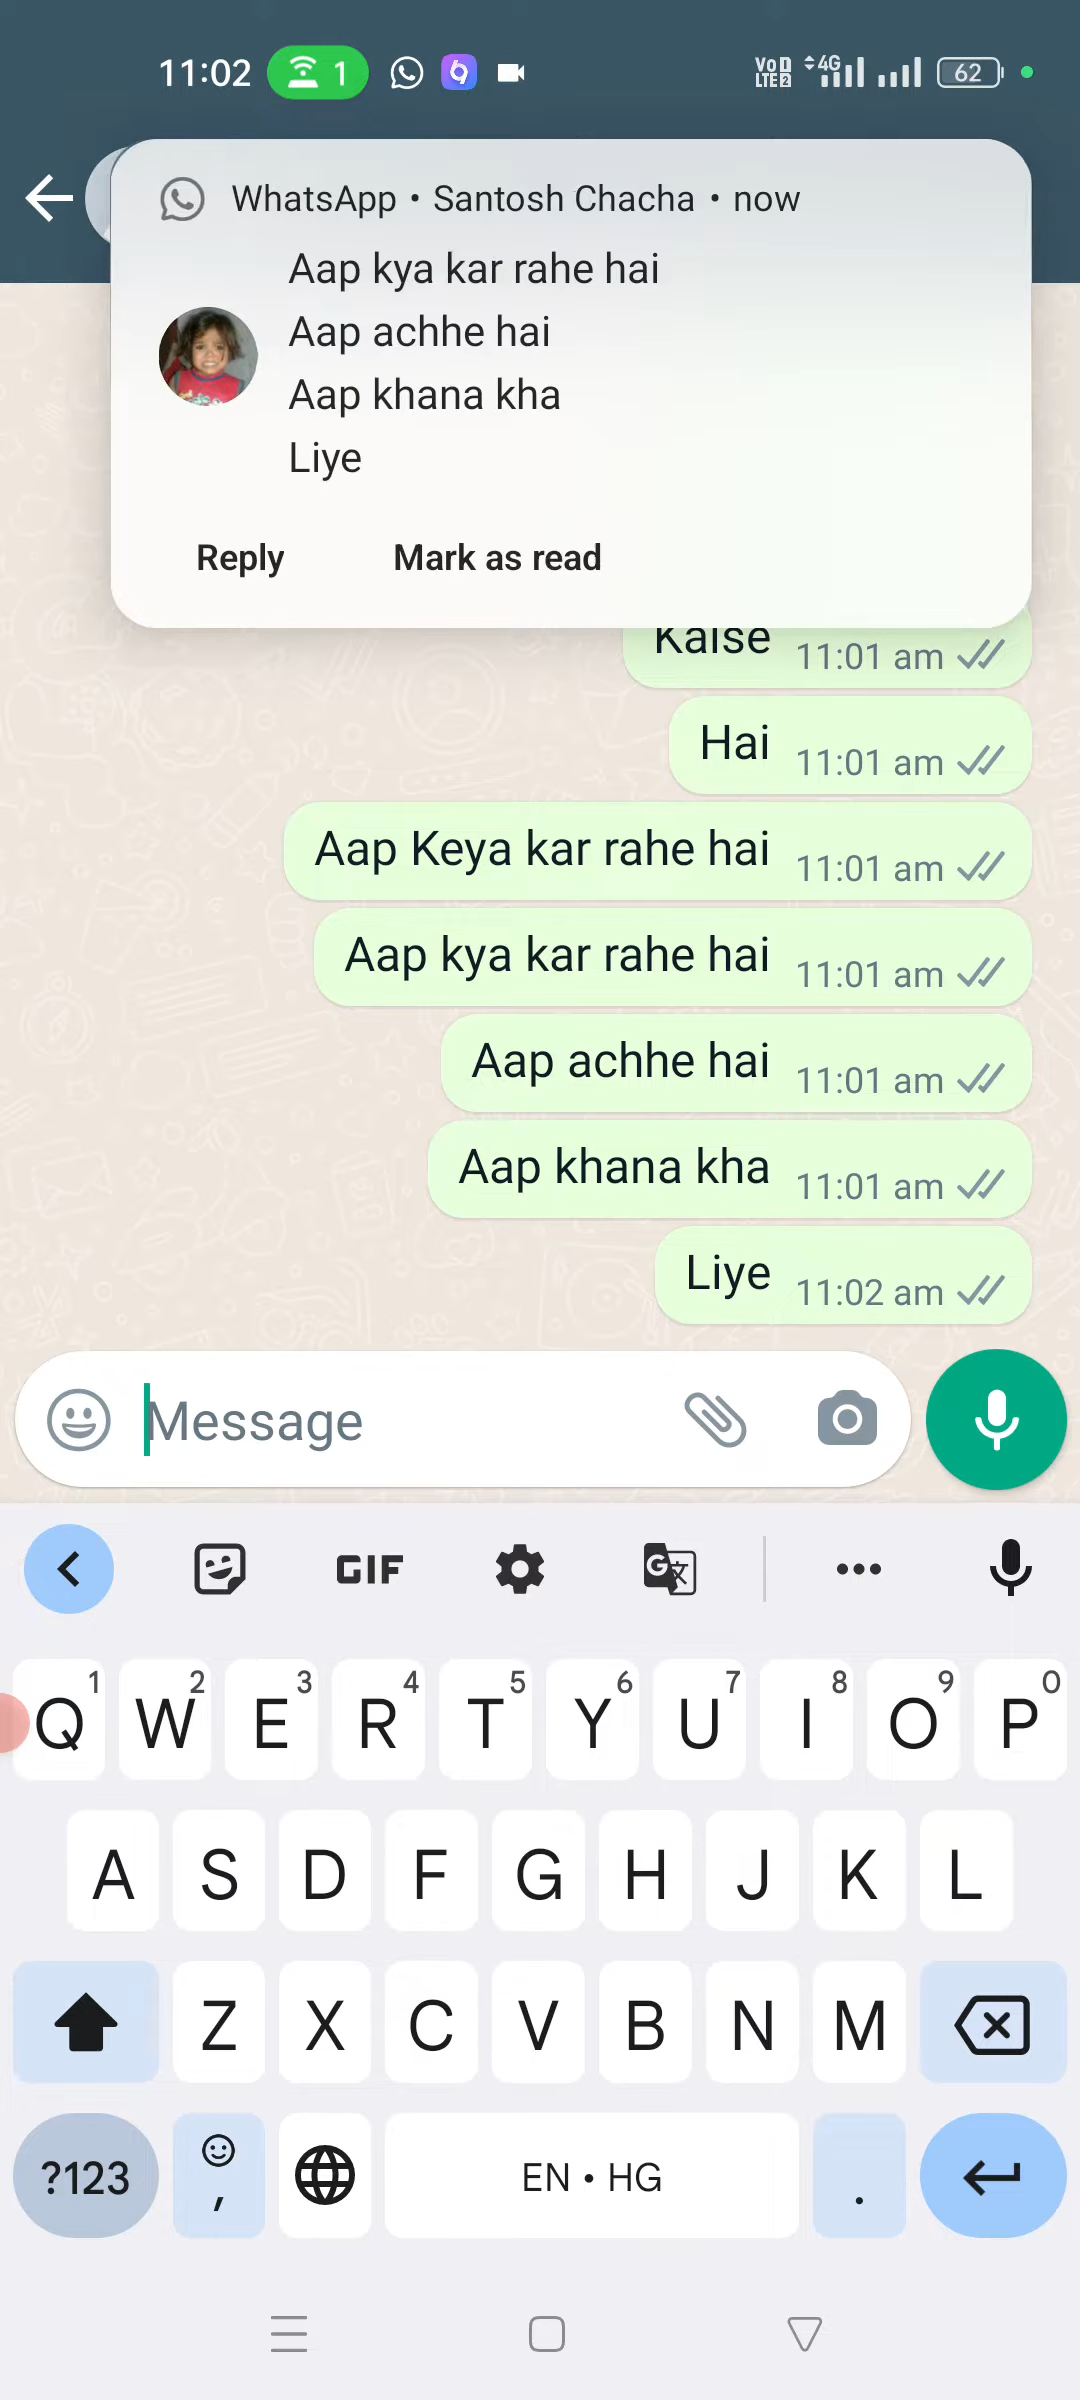 11:02 1 VoD LTE2 4G 62
WhatsApp • Santosh Chacha • now
Aap kya kar rahe hai
Aap achhe hai
Aap khana kha
Liye
Reply Mark as read
Kaise 11:01 am
Hai 11:01 am
Aap Keya kar rahe hai 11:01 am
Aap kya kar rahe hai 11:01 am
Aap achhe hai 11:01 am
Aap khana kha 11:01 am
Liye 11:02 am
Message
GIF G
1 2 3 4 5 6 7 8 9 0
Q W E R T Y U I O P
A S D F G H J K L
Z X C V B N M
?123 , EN • HG .